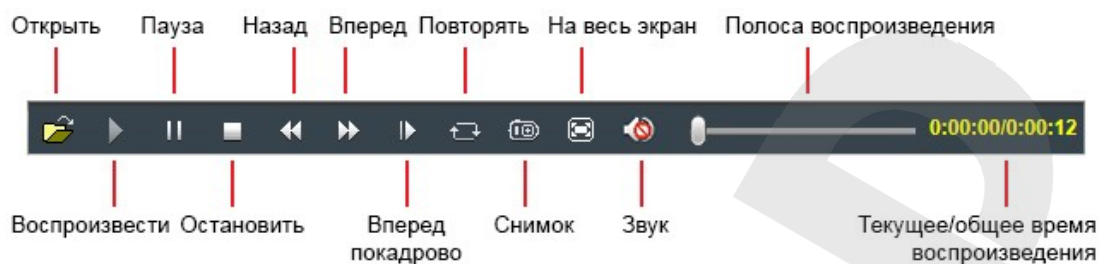 Открыть Пауза Назад Вперед Повторять На весь экран Полоса воспроизведения
0:00:00/0:00:12
Воспроизвести Остановить Вперед покадрово Снимок Звук Текущее/общее время воспроизведения